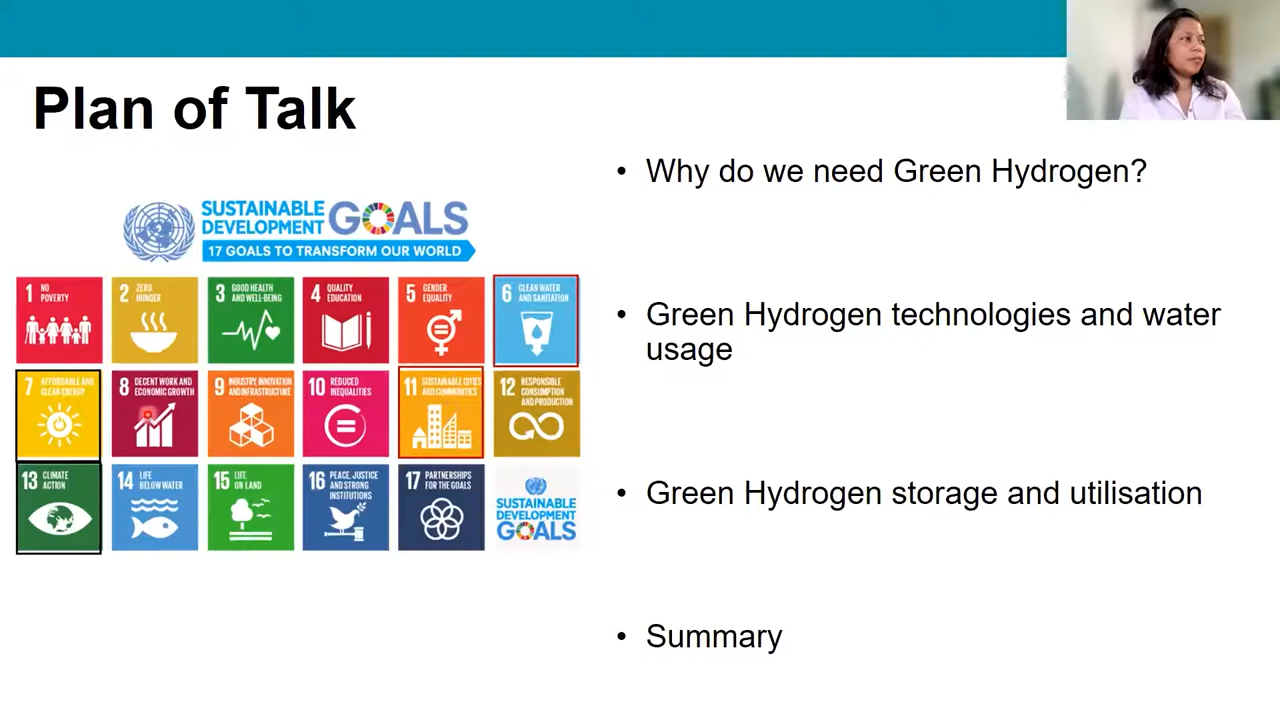 Plan of Talk
SUSTAINABLE
DEVELOPMENT
GOALS
17 GOALS TO TRANSFORM OUR WORLD
1 NO
POVERTY
2 ZERO
HUNGER
3 GOOD HEALTH
AND WELL-BEING
4 QUALITY
EDUCATION
5 GENDER
EQUALITY
6 CLEAN WATER
AND SANITATION
7 AFFORDABLE AND
CLEAN ENERGY
8 DECENT WORK AND
ECONOMIC GROWTH
9 INDUSTRY, INNOVATION
AND INFRASTRUCTURE
10 REDUCED
INEQUALITIES
11 SUSTAINABLE CITIES
AND COMMUNITIES
12 RESPONSIBLE
CONSUMPTION
AND PRODUCTION
13 CLIMATE
ACTION
14 LIFE
BELOW WATER
15 LIFE
ON LAND
16 PEACE, JUSTICE
AND STRONG
INSTITUTIONS
17 PARTNERSHIPS
FOR THE GOALS
SUSTAINABLE
DEVELOPMENT
GOALS
• Why do we need Green Hydrogen?
• Green Hydrogen technologies and water
usage
• Green Hydrogen storage and utilisation
• Summary